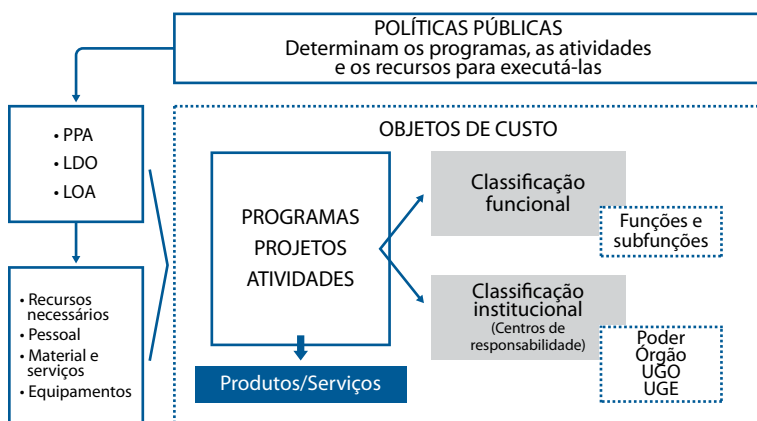 POLÍTICAS PÚBLICAS
Determinam os programas, as atividades
e os recursos para executá-las
• PPA
• LDO
• LOA
• Recursos
necessários
• Pessoal
• Material e
serviços
• Equipamentos
OBJETOS DE CUSTO
PROGRAMAS
PROJETOS
ATIVIDADES
Produtos/Serviços
Classificação
funcional
Funções e
subfunções
Classificação
institucional
(Centros de
responsabilidade)
Poder
Órgão
UGO
UGE